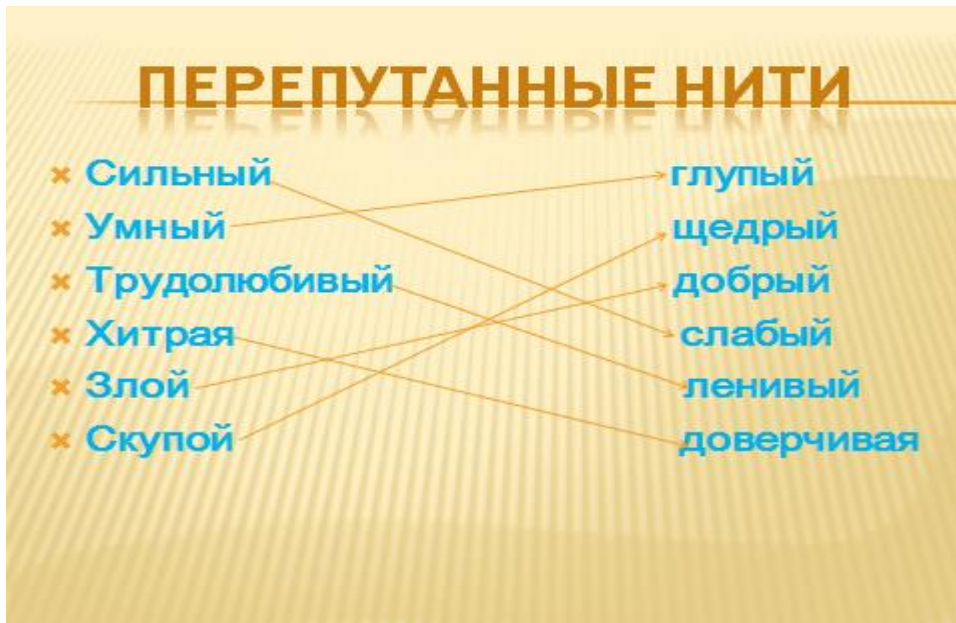 ПЕРЕПУТАННЫЕ НИТИ
Сильный глупый
Умный щедрый
Трудолюбивый добрый
Хитрая слабый
Злой ленивый
Скупой доверчивая